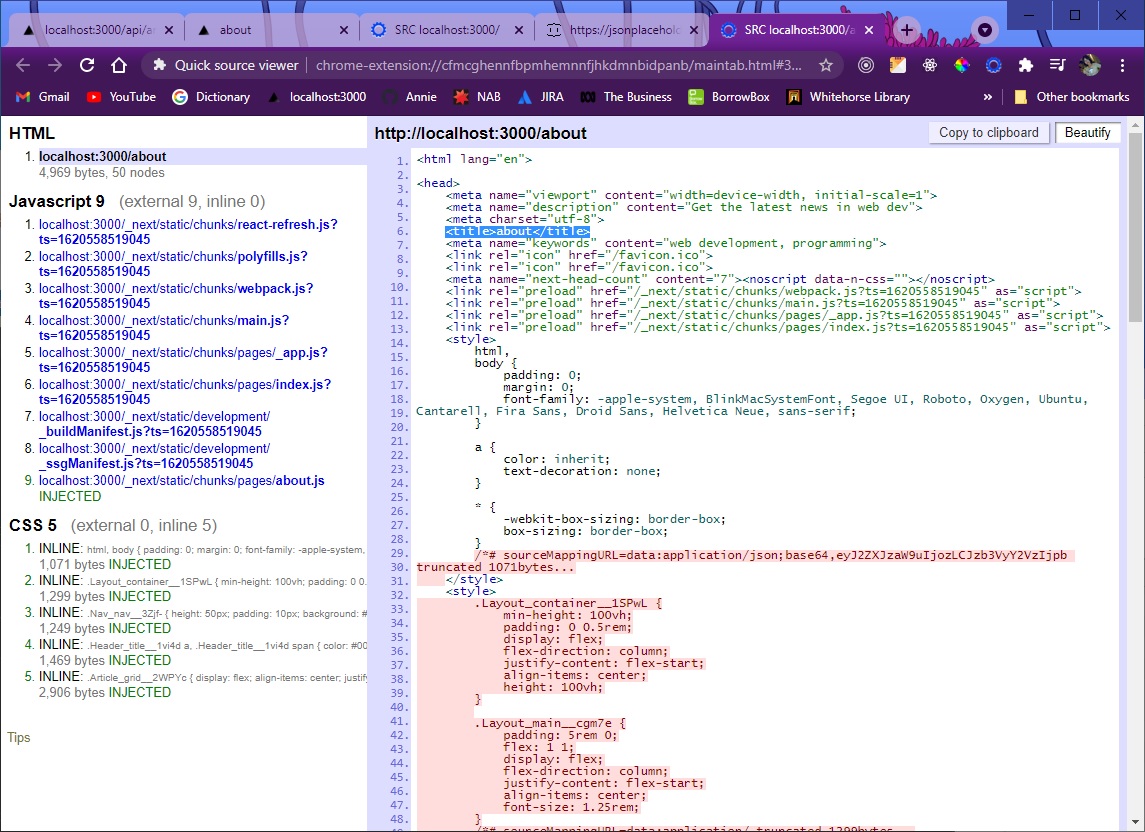 localhost:3000/api/a
about
SRC localhost:3000/
https://jsonplacehol
SRC localhost:3000/a
Quick source viewer
chrome-extension://cfmcghennfbpmhemnnfjhkdmnbidpanb/maintab.html#3...
Gmail
YouTube
Dictionary
localhost:3000
Annie
NAB
JIRA
The Business
BorrowBox
Whitehorse Library
»
Other bookmarks
HTML
1. localhost:3000/about
4,969 bytes, 50 nodes
Javascript 9 (external 9, inline 0)
1. localhost:3000/_next/static/chunks/react-refresh.js?
ts=1620558519045
2. localhost:3000/_next/static/chunks/polyfills.js?
ts=1620558519045
3. localhost:3000/_next/static/chunks/webpack.js?
ts=1620558519045
4. localhost:3000/_next/static/chunks/main.js?
ts=1620558519045
5. localhost:3000/_next/static/chunks/pages/_app.js?
ts=1620558519045
6. localhost:3000/_next/static/chunks/pages/index.js?
ts=1620558519045
7. localhost:3000/_next/static/development/
_buildManifest.js?ts=1620558519045
8. localhost:3000/_next/static/development/
_ssgManifest.js?ts=1620558519045
9. localhost:3000/_next/static/chunks/pages/about.js
INJECTED
CSS 5 (external 0, inline 5)
1. INLINE: html, body { padding: 0; margin: 0; font-family: -apple-system,
1,071 bytes INJECTED
2. INLINE: .Layout_container__1SPwL { min-height: 100vh; padding: 0 0.
1,299 bytes INJECTED
3. INLINE: .Nav_nav__3Zjf- { height: 50px; padding: 10px; background: #
1,249 bytes INJECTED
4. INLINE: .Header_title__1vi4d a, .Header_title__1vi4d span { color: #00
1,469 bytes INJECTED
5. INLINE: .Article_grid__2WPYc { display: flex; align-items: center; justif
2,906 bytes INJECTED
Tips
http://localhost:3000/about
Copy to clipboard
Beautify
1. <html lang="en">
2.
3. <head>
4. <meta name="viewport" content="width=device-width, initial-scale=1">
5. <meta name="description" content="Get the latest news in web dev">
6. <meta charset="utf-8">
7. <title>about</title>
8. <meta name="keywords" content="web development, programming">
9. <link rel="icon" href="/favicon.ico">
10. <link rel="icon" href="/favicon.ico">
11. <meta name="next-head-count" content="7"><noscript data-n-css=""></noscript>
12. <link rel="preload" href="/_next/static/chunks/webpack.js?ts=1620558519045" as="script">
13. <link rel="preload" href="/_next/static/chunks/main.js?ts=1620558519045" as="script">
14. <link rel="preload" href="/_next/static/chunks/pages/_app.js?ts=1620558519045" as="script">
15. <link rel="preload" href="/_next/static/chunks/pages/index.js?ts=1620558519045" as="script">
16. <style>
17. html,
18. body {
19. padding: 0;
20. margin: 0;
21. font-family: -apple-system, BlinkMacSystemFont, Segoe UI, Roboto, Oxygen, Ubuntu,
22. Cantarell, Fira Sans, Droid Sans, Helvetica Neue, sans-serif;
23. }
24.
25. a {
26. color: inherit;
27. text-decoration: none;
28. }
29.
30. * {
31. -webkit-box-sizing: border-box;
32. box-sizing: border-box;
33. }
34. /*# sourceMappingURL=data:application/json;base64,eyJ2ZXJzaW9uIjozLCJzb3VyY2VzIjpb
35. truncated 1071bytes...
36. </style>
37. <style>
38. .Layout_container__1SPwL {
39. min-height: 100vh;
40. padding: 0 0.5rem;
41. display: flex;
42. flex-direction: column;
43. justify-content: flex-start;
44. align-items: center;
45. height: 100vh;
46. }
47.
48. .Layout_main__cgm7e {
padding: 5rem 0;
flex: 1 1;
display: flex;
flex-direction: column;
justify-content: flex-start;
align-items: center;
font-size: 1.25rem;
}
/*# sourceMappingURL=data:application/ truncated 1299bytes...